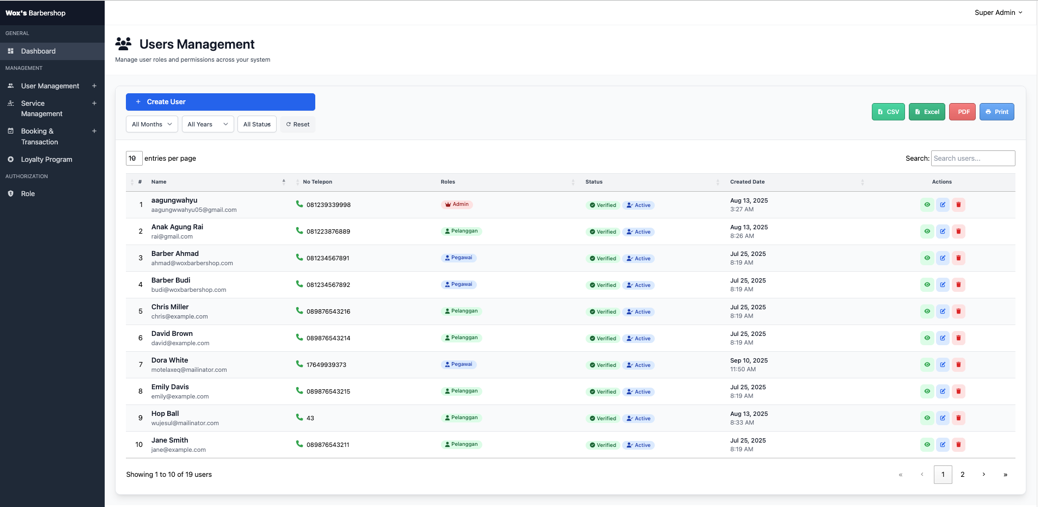 Wox's Barbershop
Super Admin
GENERAL
Dashboard
MANAGEMENT
User Management +
Service Management +
Booking & Transaction +
Loyalty Program
AUTHORIZATION
Role
Users Management
Manage user roles and permissions across your system
+ Create User
All Months All Years All Status Reset
CSV Excel PDF Print
10 entries per page
Search: Search users...
# Name No Telepon Roles Status Created Date Actions
1 aagungwahyu 081239339998 Admin Verified Active Aug 13, 2025
aagungwwahyu05@gmail.com 3:27 AM
2 Anak Agung Rai 081223876889 Pelanggan Verified Active Aug 13, 2025
rai@gmail.com 8:26 AM
3 Barber Ahmad 081234567891 Pegawai Verified Active Jul 25, 2025
ahmad@woxbarbershop.com 8:19 AM
4 Barber Budi 081234567892 Pegawai Verified Active Jul 25, 2025
budi@woxbarbershop.com 8:19 AM
5 Chris Miller 089876543216 Pelanggan Verified Active Jul 25, 2025
chris@example.com 8:19 AM
6 David Brown 089876543214 Pelanggan Verified Active Jul 25, 2025
david@example.com 8:19 AM
7 Dora White 17649939373 Pegawai Verified Active Sep 10, 2025
motelaxeq@mailinator.com 11:50 AM
8 Emily Davis 089876543215 Pelanggan Verified Active Jul 25, 2025
emily@example.com 8:19 AM
9 Hop Ball 43 Pelanggan Verified Active Aug 13, 2025
wujesul@mailinator.com 8:33 AM
10 Jane Smith 089876543211 Pelanggan Verified Active Jul 25, 2025
jane@example.com 8:19 AM
Showing 1 to 10 of 19 users
« ‹ 1 2 › »